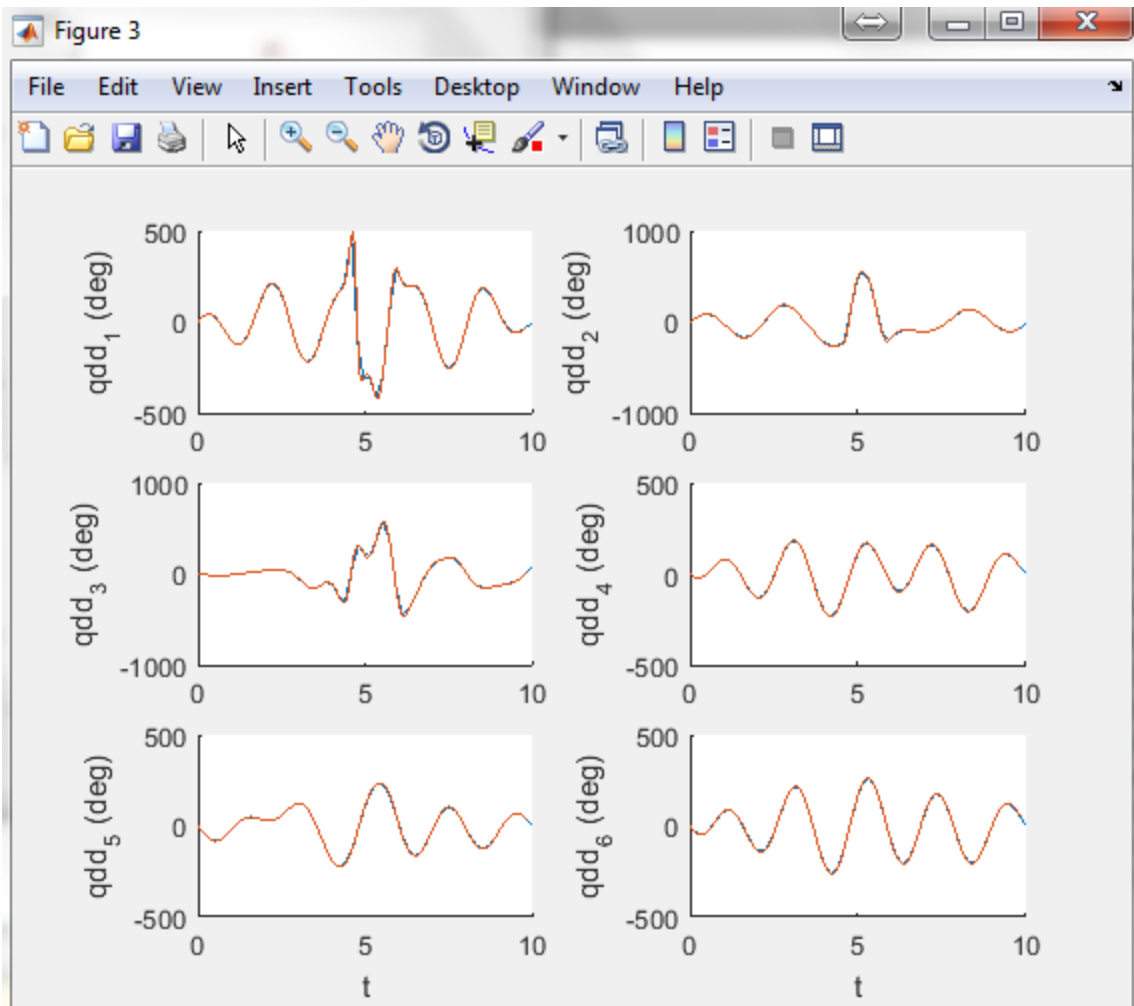 Figure 3
File Edit View Insert Tools Desktop Window Help
500
0
-500
qdd1 (deg)
0 5 10
1000
0
-1000
qdd2 (deg)
0 5 10
1000
0
-1000
qdd3 (deg)
0 5 10
500
0
-500
qdd4 (deg)
0 5 10
500
0
-500
qdd5 (deg)
0 5 10
t
500
0
-500
qdd6 (deg)
0 5 10
t